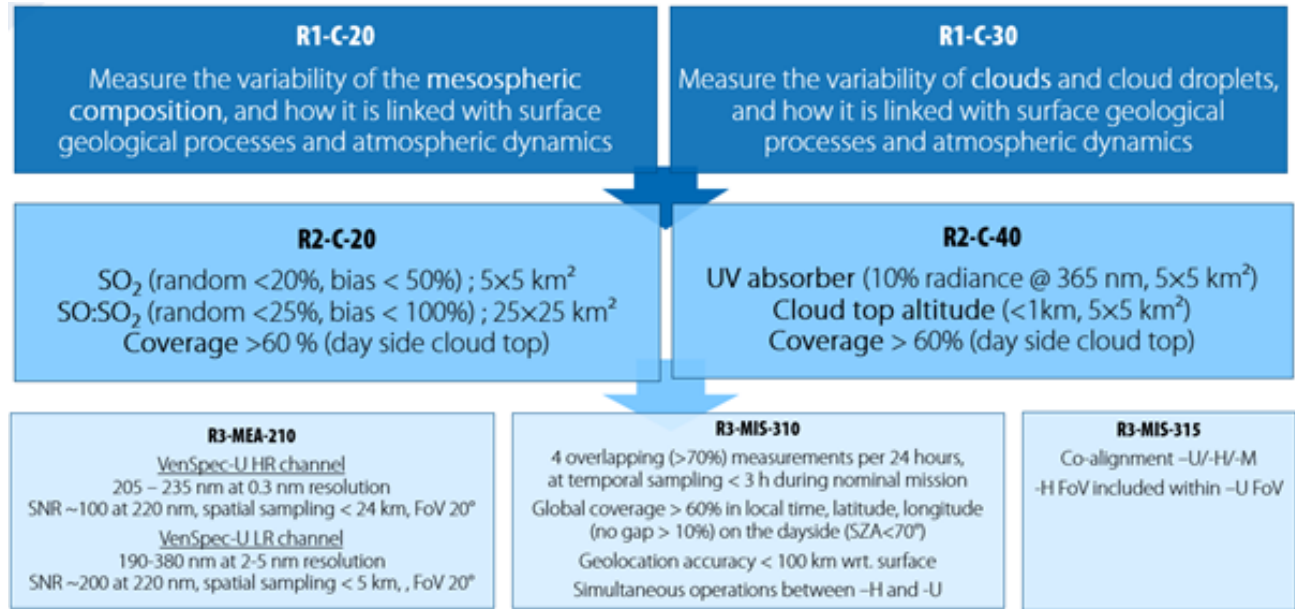 R1-C-20
Measure the variability of the mesospheric
composition, and how it is linked with surface
geological processes and atmospheric dynamics
R1-C-30
Measure the variability of clouds and cloud droplets,
and how it is linked with surface geological
processes and atmospheric dynamics
R2-C-20
SO₂ (random <20%, bias < 50%) ; 5×5 km²
SO:SO₂ (random <25%, bias < 100%) ; 25×25 km²
Coverage >60 % (day side cloud top)
R2-C-40
UV absorber (10% radiance @ 365 nm, 5×5 km²)
Cloud top altitude (<1km, 5×5 km²)
Coverage > 60% (day side cloud top)
R3-MEA-210
VenSpec-U HR channel
205 – 235 nm at 0.3 nm resolution
SNR ~100 at 220 nm, spatial sampling < 24 km, FoV 20°
VenSpec-U LR channel
190-380 nm at 2-5 nm resolution
SNR ~200 at 220 nm, spatial sampling < 5 km, , FoV 20°
R3-MIS-310
4 overlapping (>70%) measurements per 24 hours,
at temporal sampling < 3 h during nominal mission
Global coverage > 60% in local time, latitude, longitude
(no gap > 10%) on the dayside (SZA<70°)
Geolocation accuracy < 100 km wrt. surface
Simultaneous operations between –H and -U
R3-MIS-315
Co-alignment –U/-H/-M
-H FoV included within –U FoV